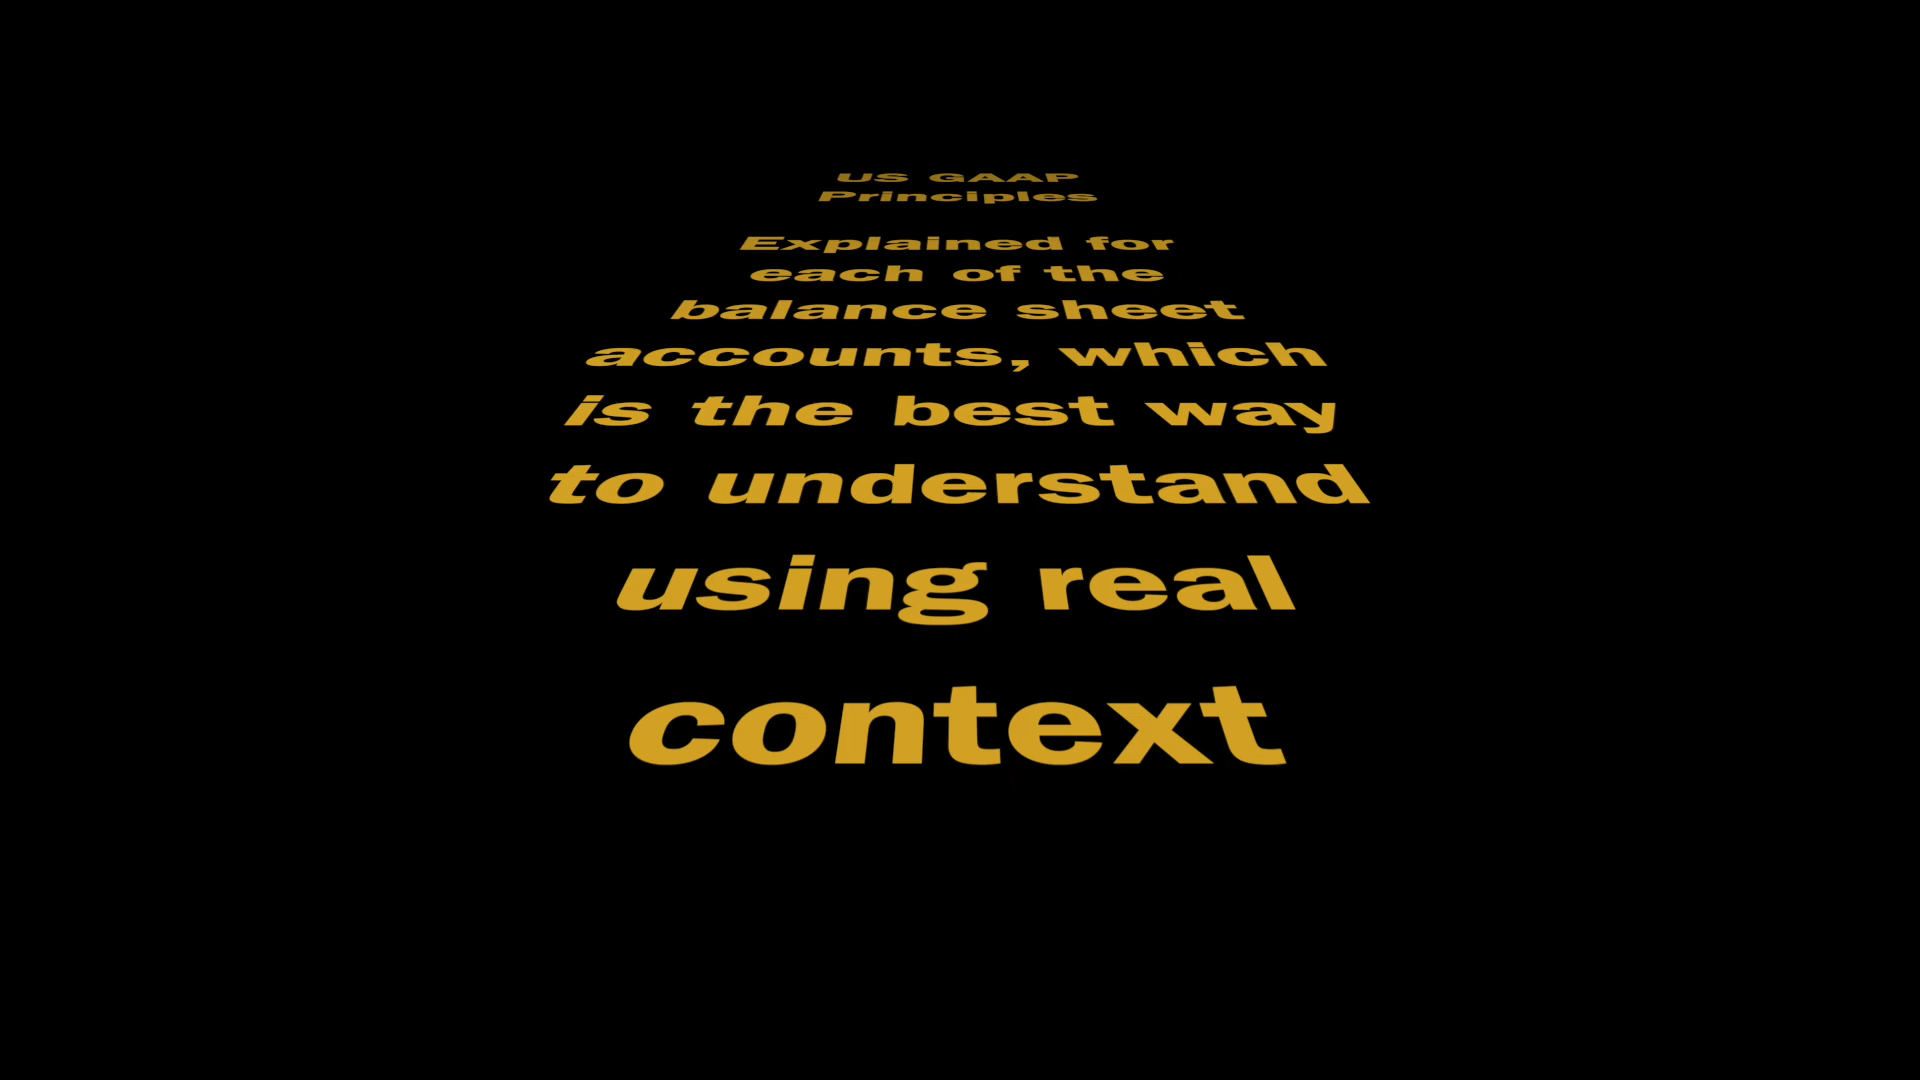 US GAAP
Principles
Explained for
each of the
balance sheet
accounts, which
is the best way
to understand
using real
context